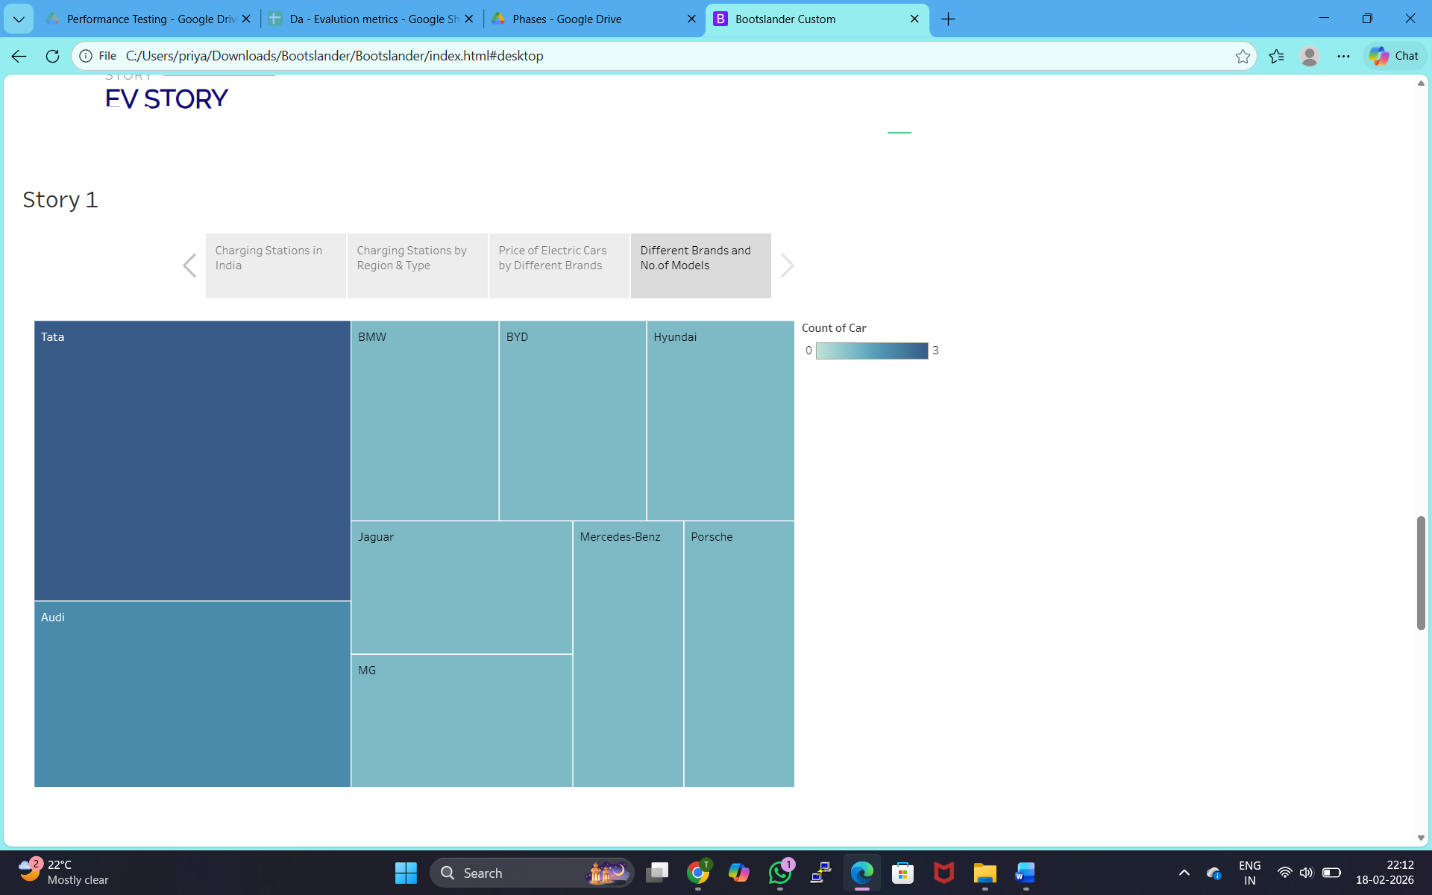 Performance Testing - Google Driv
Da - Evalution metrics - Google Sh
Phases - Google Drive
Bootslander Custom
File C:/Users/priya/Downloads/Bootslander/Bootslander/index.html#desktop
Chat
STORY
EV STORY
Story 1
Charging Stations in
India
Charging Stations by
Region & Type
Price of Electric Cars
by Different Brands
Different Brands and
No.of Models
Tata
BMW
BYD
Hyundai
Count of Car
0
3
Jaguar
Mercedes-Benz
Porsche
Audi
MG
2
22°C
Mostly clear
Search
T
1
W
ENG
IN
22:12
18-02-2026